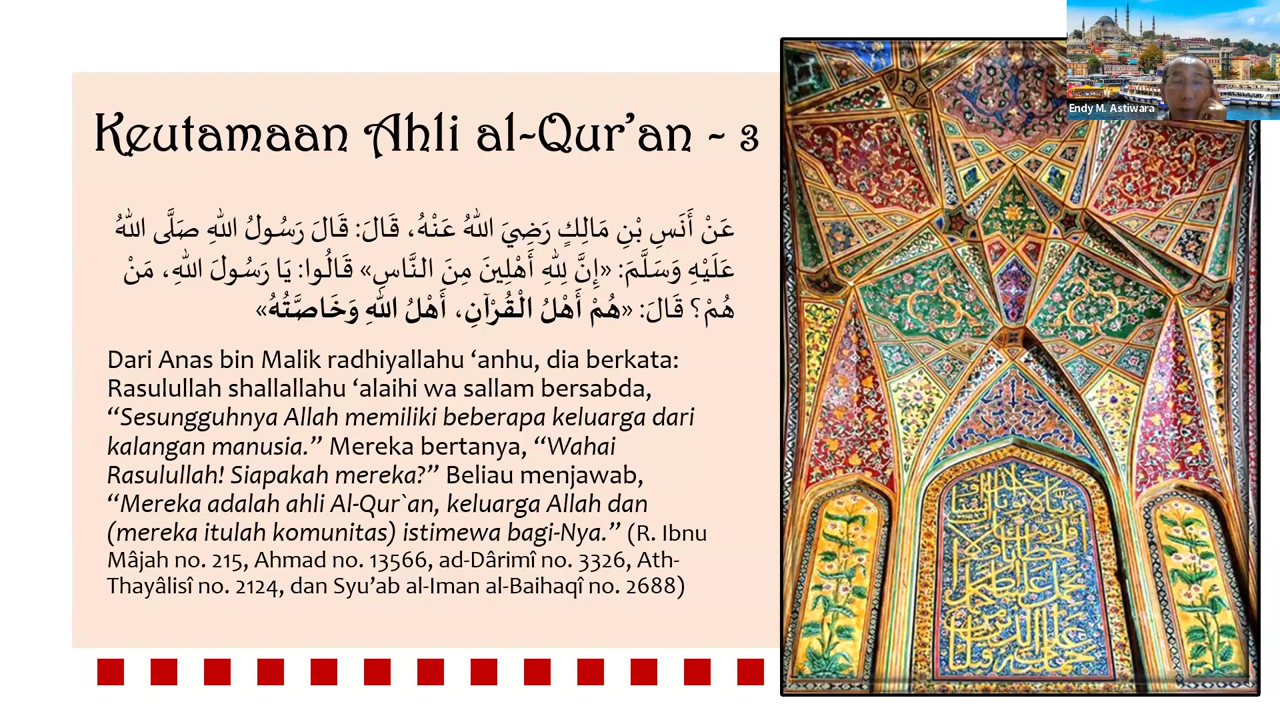 Endy M. Astiwara
Keutamaan Ahli al-Qur’an - 3
عَنْ أَنَسِ بْنِ مَالِكٍ رَضِيَ اللهُ عَنْهُ، قَالَ: قَالَ رَسُولُ اللهِ صَلَّى اللهُ
عَلَيْهِ وَسَلَّمَ: «إِنَّ لِلهِ أَهْلِينَ مِنَ النَّاسِ» قَالُوا: يَا رَسُولَ اللهِ، مَنْ
هُمْ؟ قَالَ: «هُمْ أَهْلُ الْقُرْآنِ، أَهْلُ اللهِ وَخَاصَّتُهُ»
Dari Anas bin Malik radhiyallahu ‘anhu, dia berkata:
Rasulullah shallallahu ‘alaihi wa sallam bersabda,
“Sesungguhnya Allah memiliki beberapa keluarga dari
kalangan manusia.” Mereka bertanya, “Wahai
Rasulullah! Siapakah mereka?” Beliau menjawab,
“Mereka adalah ahli Al-Qur`an, keluarga Allah dan
(mereka itulah komunitas) istimewa bagi-Nya.” (R. Ibnu
Mâjah no. 215, Ahmad no. 13566, ad-Dârimî no. 3326, Ath-
Thayâlisî no. 2124, dan Syu’ab al-Iman al-Baihaqî no. 2688)